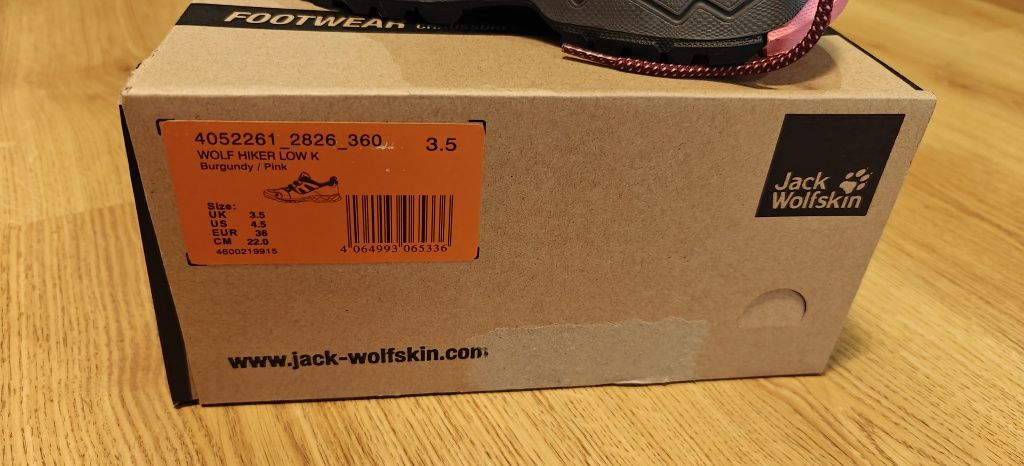 FOOTWEAR
4052261_2826_360
3.5
WOLF HIKER LOW K
Burgundy / Pink
Size:
UK 3.5
US 4.5
EUR 36
CM 22.0
4600219915
4 064993 065336
Jack
Wolfskin
www.jack-wolfskin.com